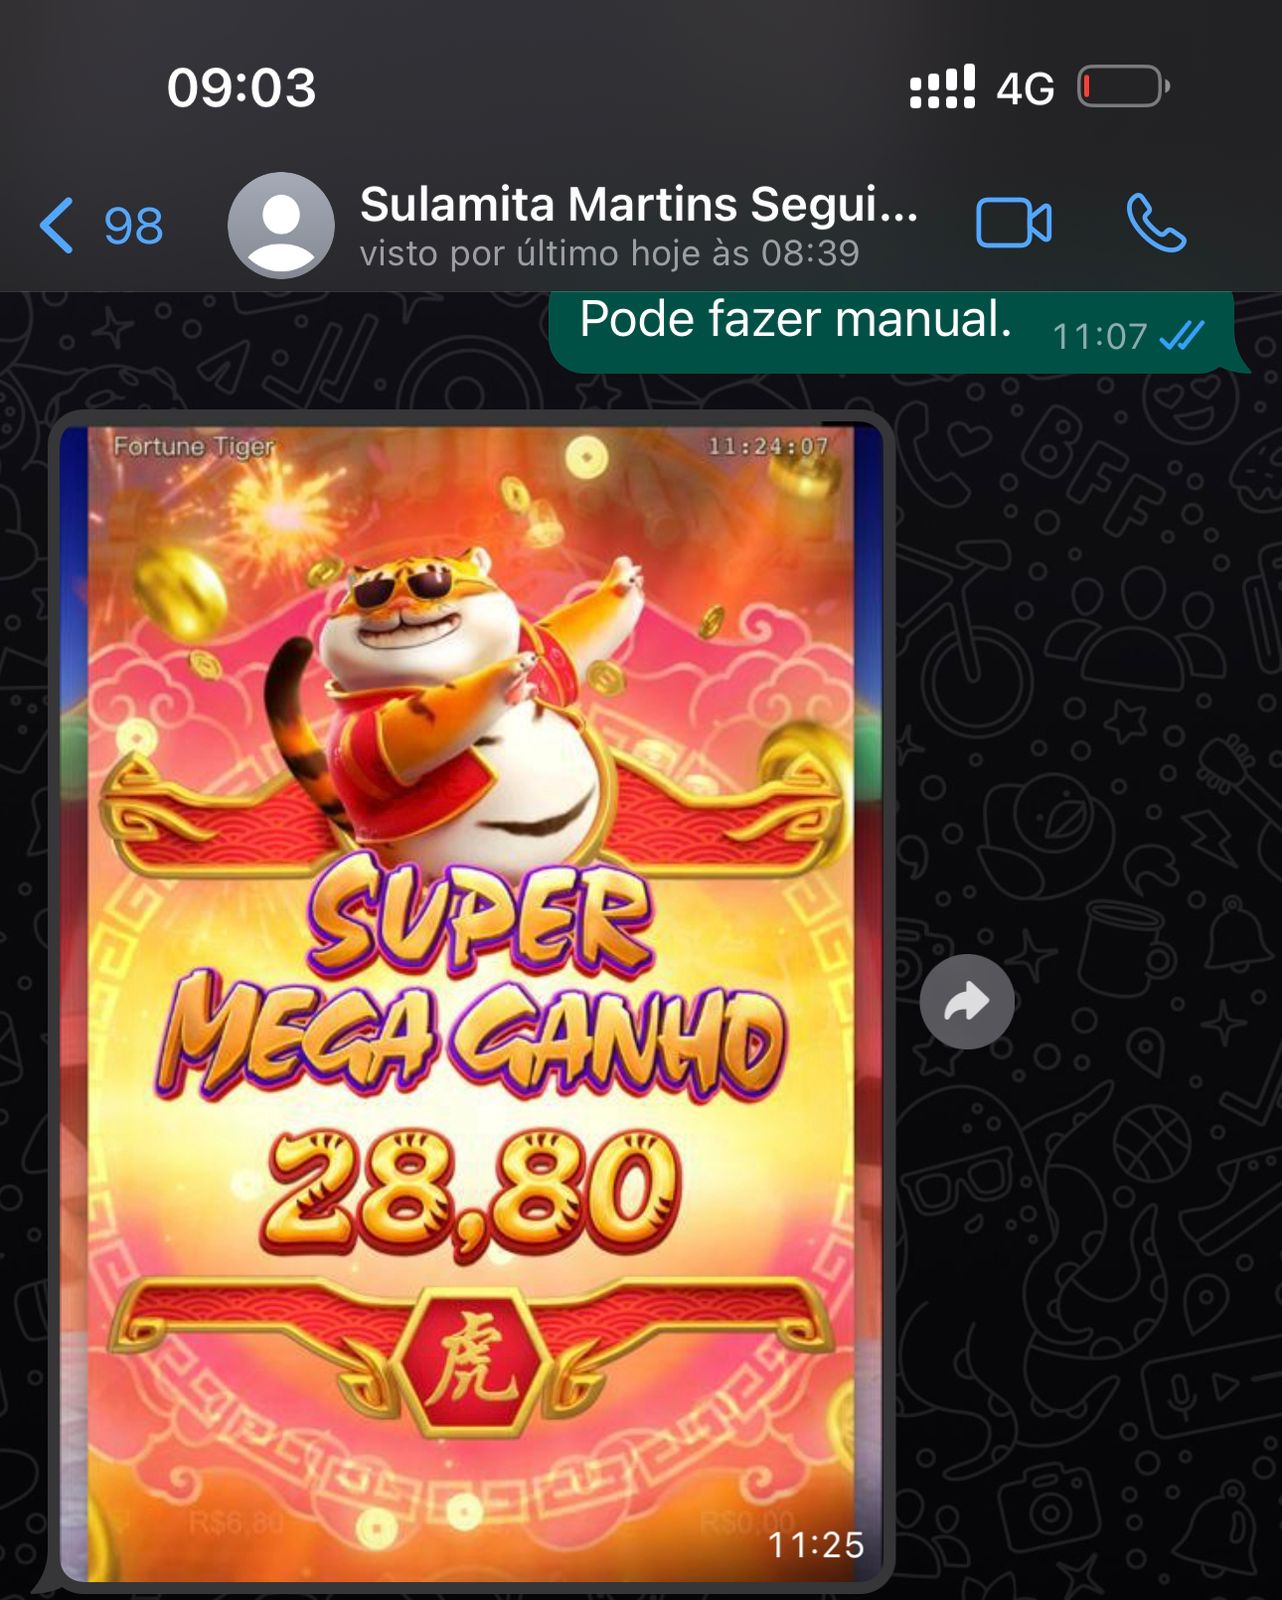 09:03
4G
98
Sulamita Martins Segui...
visto por último hoje às 08:39
Pode fazer manual. 11:07
Fortune Tiger 11:24:07
SUPER
MEGA GANHO
28,80
虎
R$6,80 R$0,00
11:25